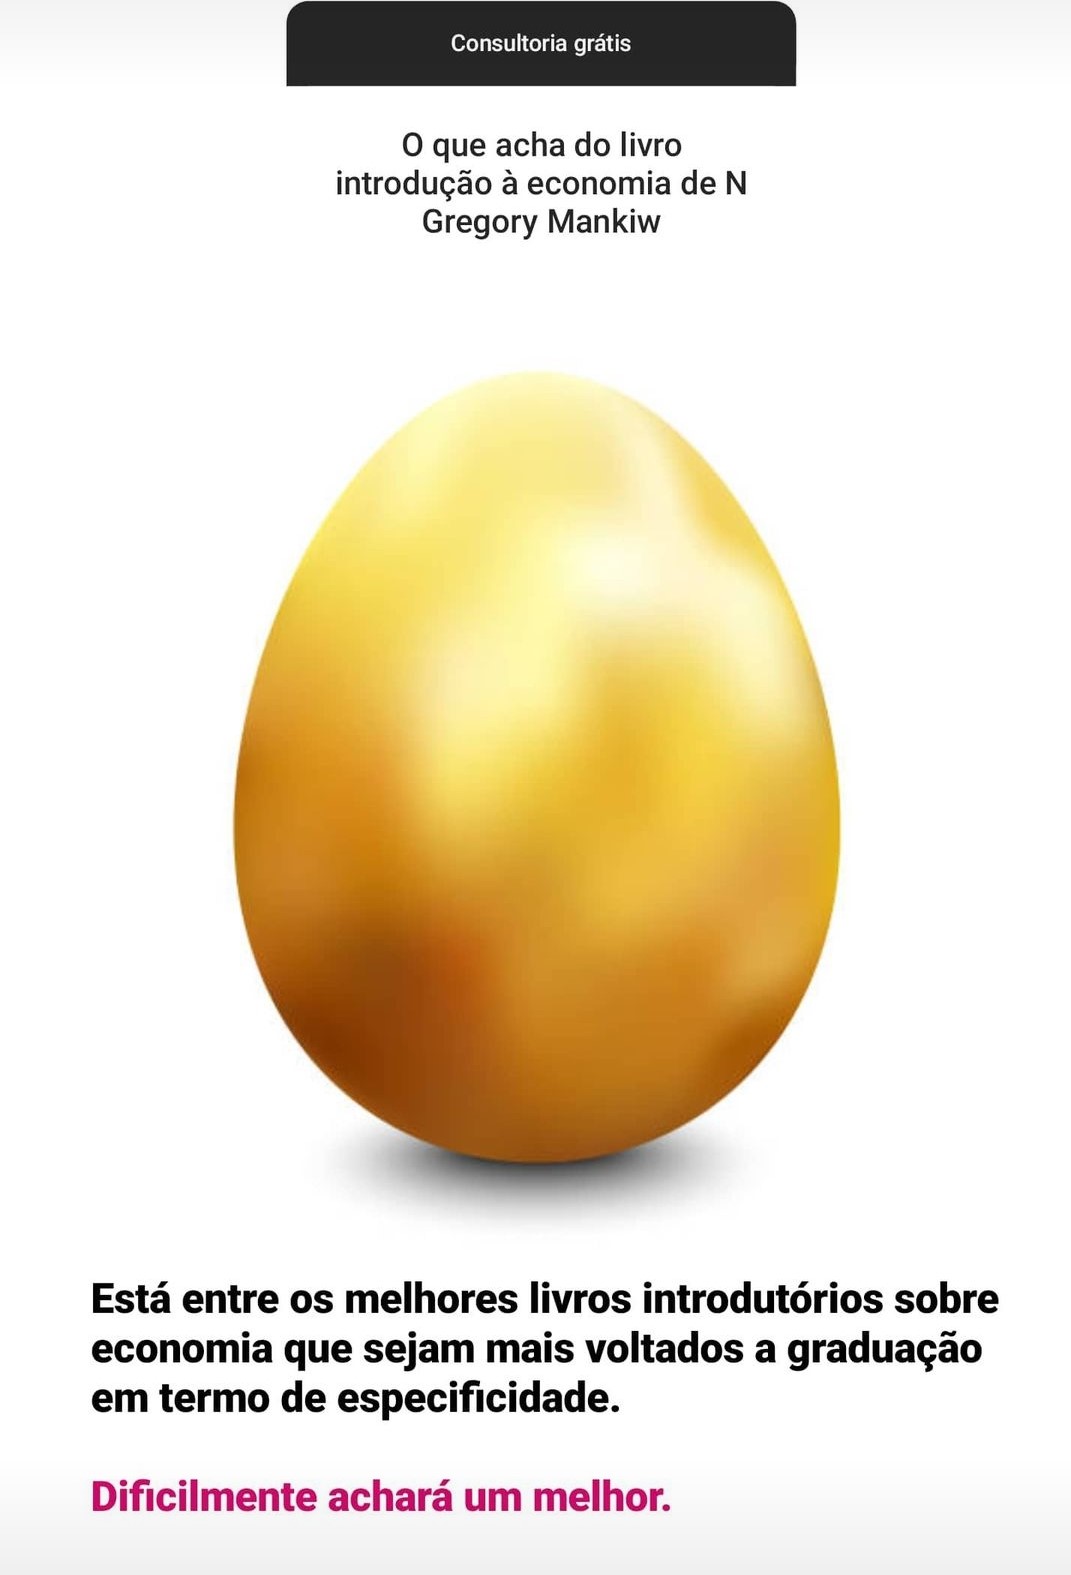 Consultoria grátis
O que acha do livro
introdução à economia de N
Gregory Mankiw
Está entre os melhores livros introdutórios sobre
economia que sejam mais voltados a graduação
em termo de especificidade.
Dificilmente achará um melhor.